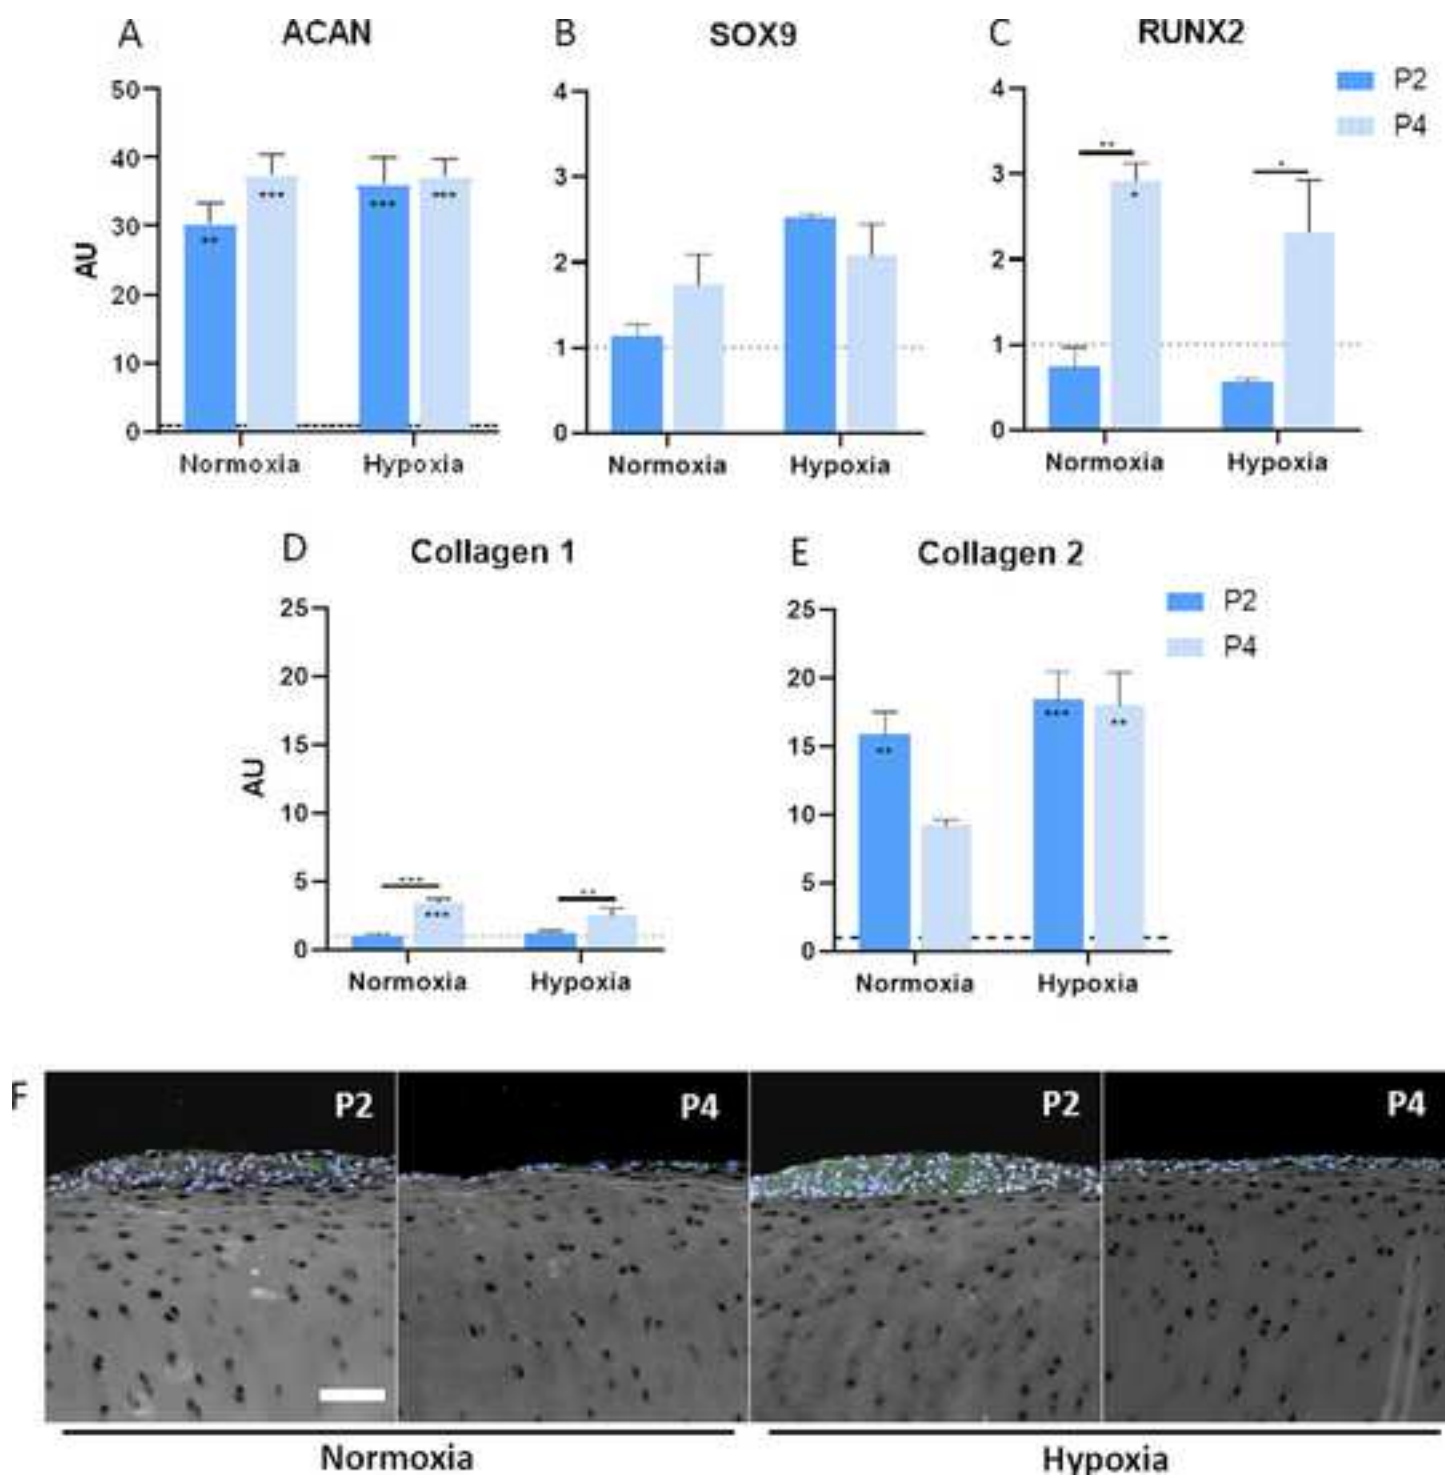 A ACAN B SOX9 C RUNX2
P2
P4
50
40
30
20
10
0
AU
** *** *** ***
Normoxia Hypoxia
4
3
2
1
0
Normoxia Hypoxia
4
3
2
1
0
** *
*
Normoxia Hypoxia
D Collagen 1 E Collagen 2
P2
P4
25
20
15
10
5
0
AU
*** **
***
Normoxia Hypoxia
25
20
15
10
5
0
** *** **
Normoxia Hypoxia
F P2 P4 P2 P4
Normoxia Hypoxia